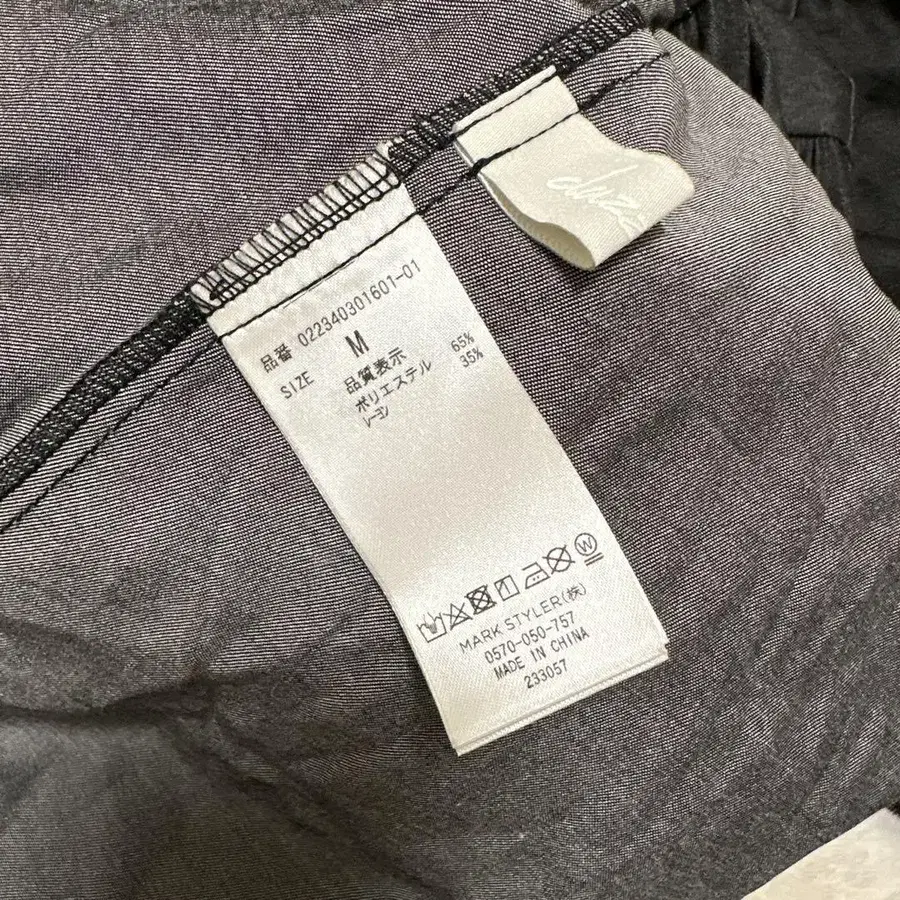 品番 022340301601-01
SIZE M
品質表示
ポリエステル 65%
レーヨン 35%
W
MARK STYLER(株)
0570-050-757
MADE IN CHINA
233057